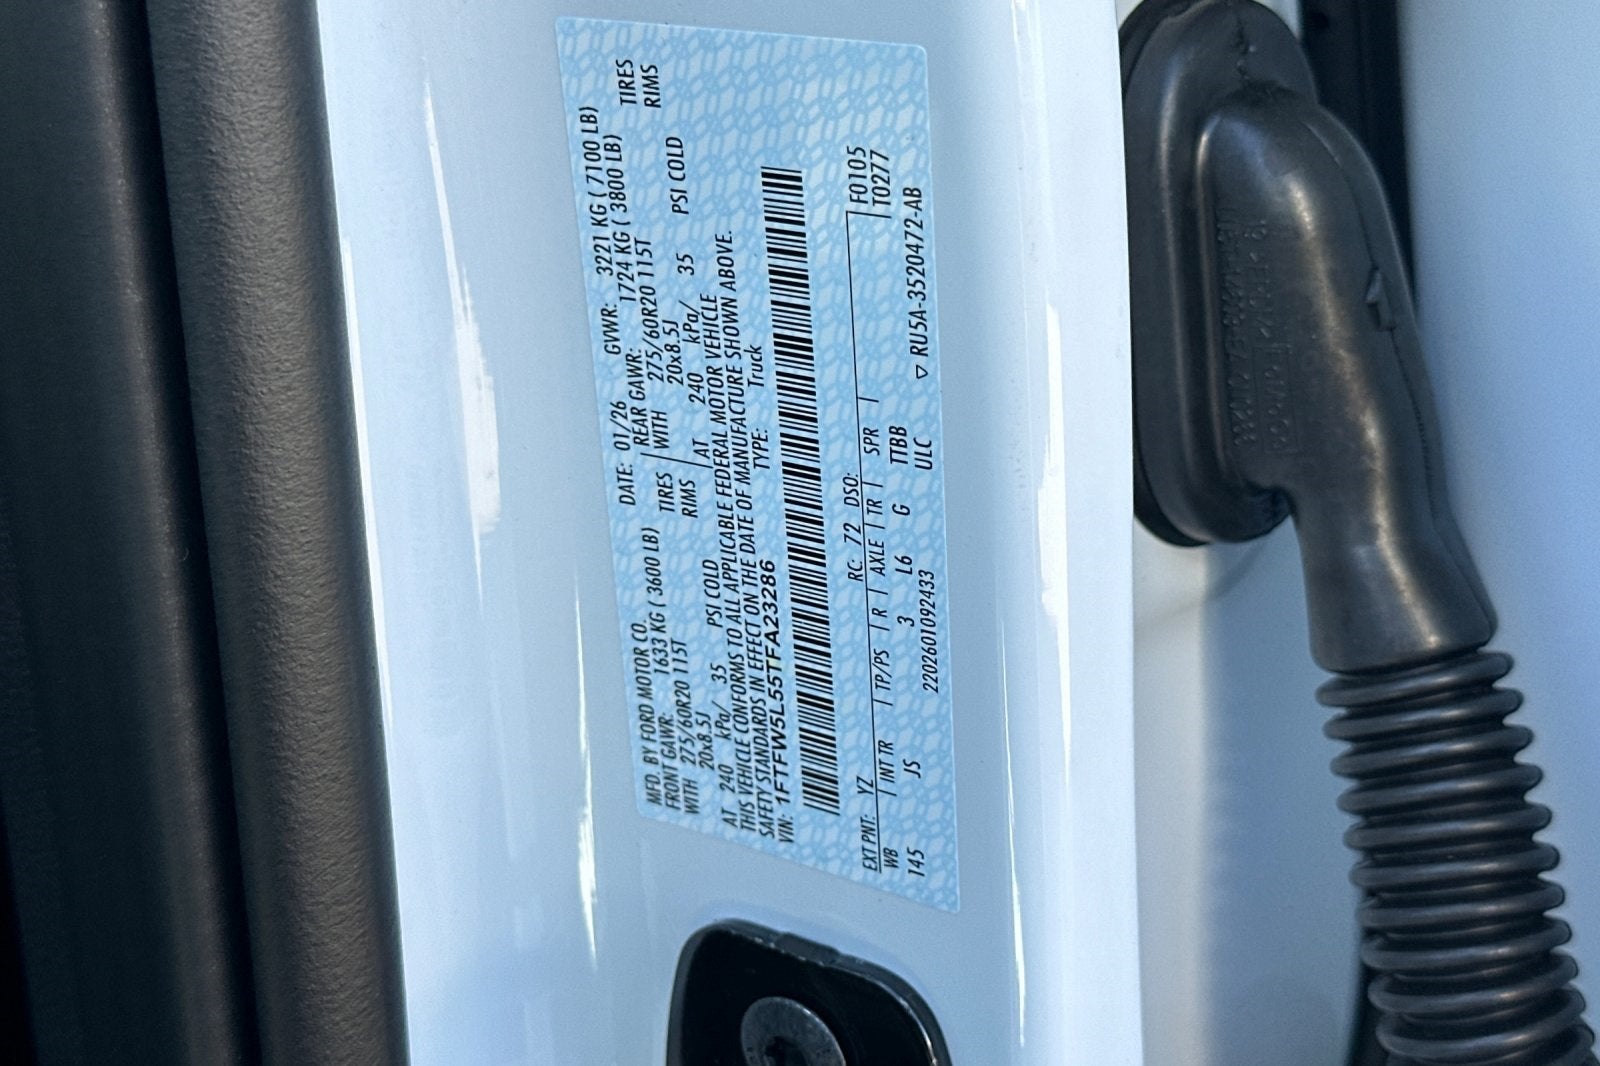 MFD. BY FORD MOTOR CO.
DATE: 01/26 GVWR: 3221 KG ( 7100 LB)
FRONT GAWR: 1633 KG ( 3600 LB) REAR GAWR: 1724 KG ( 3800 LB)
WITH 275/60R20 115T TIRES WITH 275/60R20 115T TIRES
20x8.5J RIMS 20x8.5J RIMS
AT 240 kPa/ 35 PSI COLD AT 240 kPa/ 35 PSI COLD
THIS VEHICLE CONFORMS TO ALL APPLICABLE FEDERAL MOTOR VEHICLE
SAFETY STANDARDS IN EFFECT ON THE DATE OF MANUFACTURE SHOWN ABOVE.
VIN: 1FTFW5L55TFA23286 TYPE: Truck
EXT PNT: YZ RC: 72 DSO: F0105
WB INT TR TP/PS R AXLE TR SPR T0277
145 JS 3 L6 G TTBB
2202601092433 ULC ▽ RU5A-3520472-AB